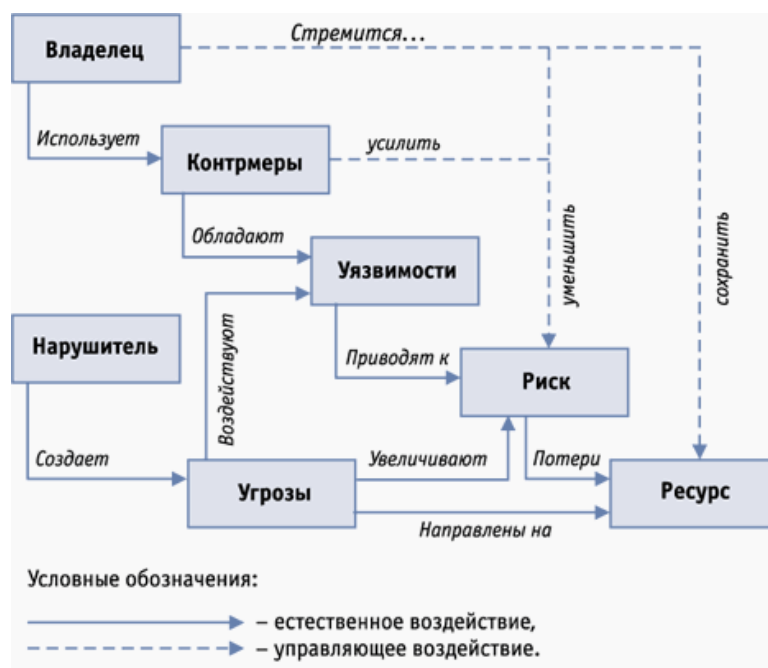 Владелец
Стремится...
Использует
Контрмеры
усилить
Обладают
Уязвимости
уменьшить
сохранить
Нарушитель
Воздействуют
Приводят к
Риск
Создает
Угрозы
Увеличивают
Потери
Ресурс
Направлены на
Условные обозначения:
– естественное воздействие,
– управляющее воздействие.